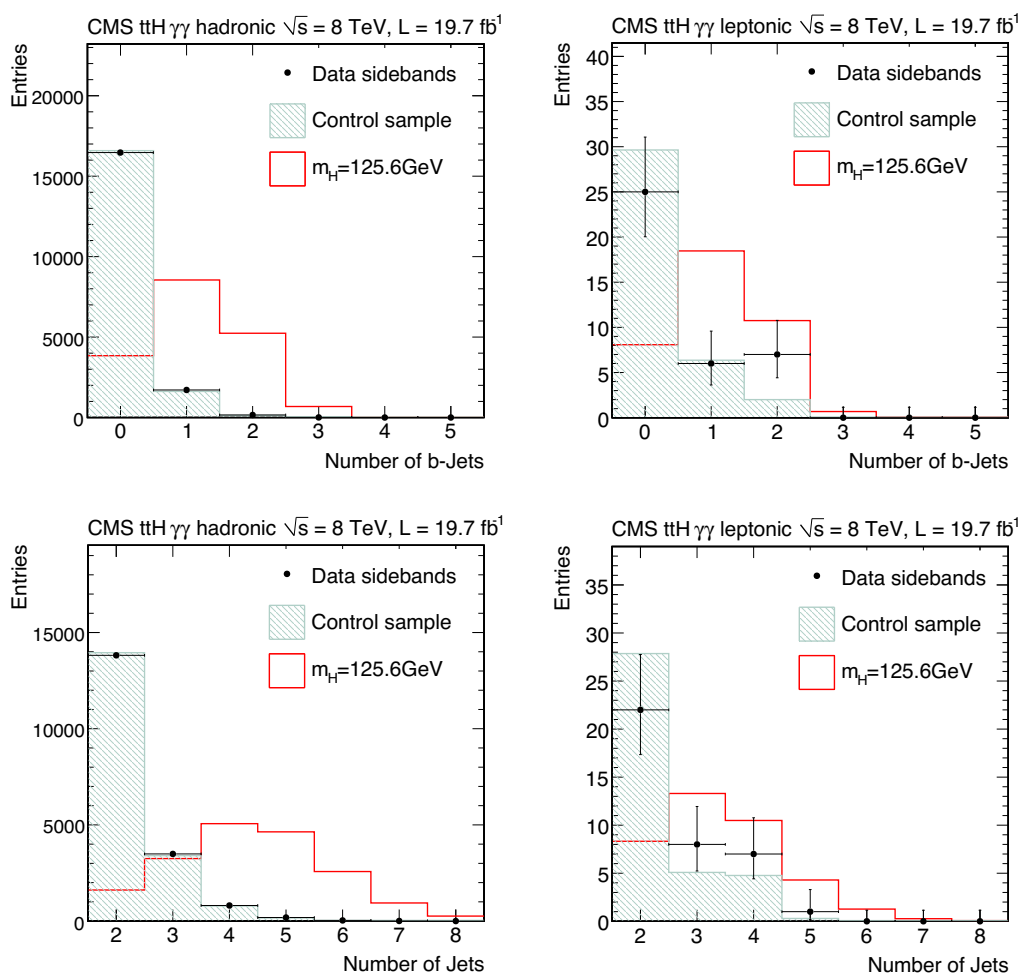 CMS ttH γγ hadronic √s = 8 TeV, L = 19.7 fb⁻¹
Entries
20000
15000
10000
5000
0
Data sidebands
Control sample
m_H=125.6GeV
0 1 2 3 4 5
Number of b-Jets
CMS ttH γγ leptonic √s = 8 TeV, L = 19.7 fb⁻¹
Entries
40
35
30
25
20
15
10
5
0
Data sidebands
Control sample
m_H=125.6GeV
0 1 2 3 4 5
Number of b-Jets
CMS ttH γγ hadronic √s = 8 TeV, L = 19.7 fb⁻¹
Entries
15000
10000
5000
0
Data sidebands
Control sample
m_H=125.6GeV
2 3 4 5 6 7 8
Number of Jets
CMS ttH γγ leptonic √s = 8 TeV, L = 19.7 fb⁻¹
Entries
35
30
25
20
15
10
5
0
Data sidebands
Control sample
m_H=125.6GeV
2 3 4 5 6 7 8
Number of Jets